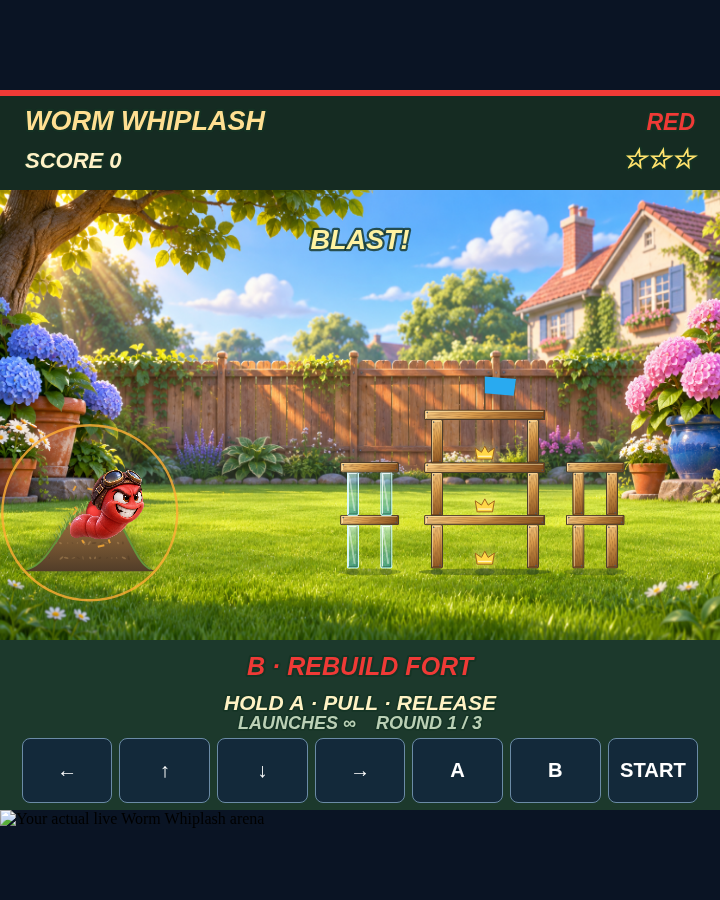 WORM WHIPLASH
RED
SCORE 0
☆☆☆
BLAST!
B · REBUILD FORT
HOLD A · PULL · RELEASE
LAUNCHES ∞ ROUND 1 / 3
← ↑ ↓ → A B START
Your actual live Worm Whiplash arena